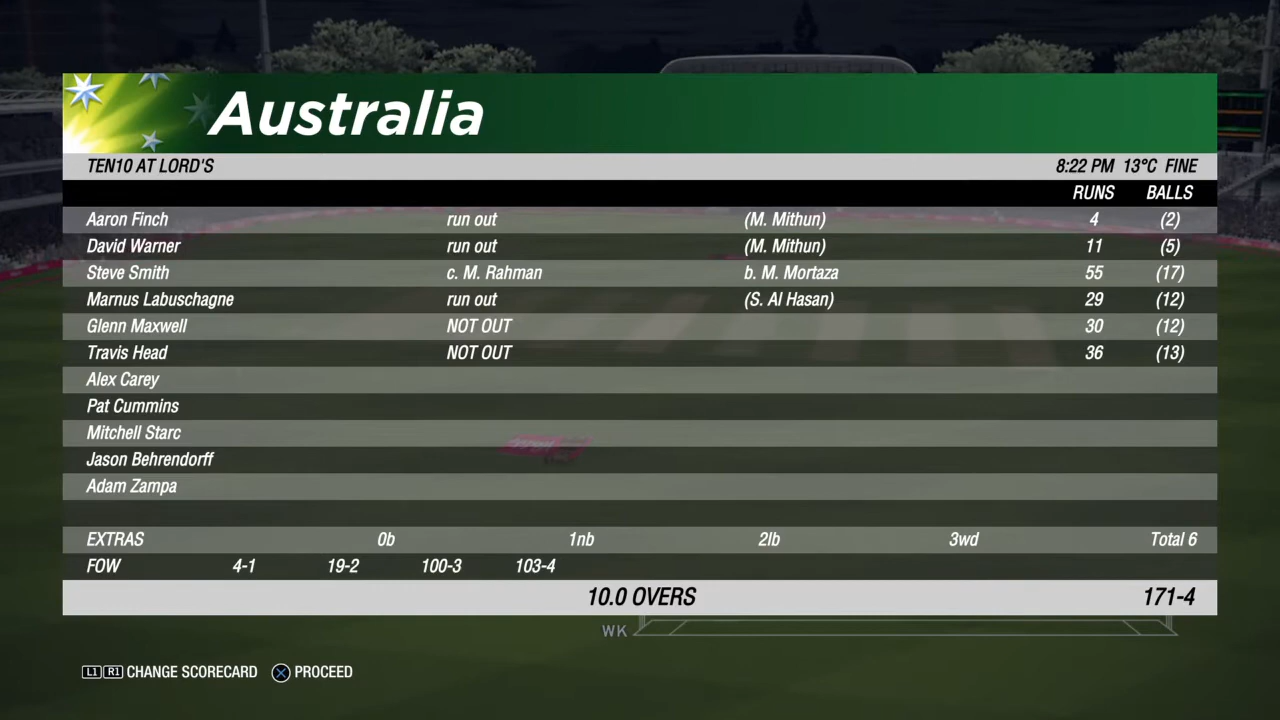 Australia
TEN10 AT LORD'S 8:22 PM 13°C FINE
RUNS BALLS
Aaron Finch run out (M. Mithun) 4 (2)
David Warner run out (M. Mithun) 11 (5)
Steve Smith c. M. Rahman b. M. Mortaza 55 (17)
Marnus Labuschagne run out (S. Al Hasan) 29 (12)
Glenn Maxwell NOT OUT 30 (12)
Travis Head NOT OUT 36 (13)
Alex Carey
Pat Cummins
Mitchell Starc
Jason Behrendorff
Adam Zampa
EXTRAS 0b 1nb 2lb 3wd Total 6
FOW 4-1 19-2 100-3 103-4
10.0 OVERS 171-4
WK
L1 R1 CHANGE SCORECARD PROCEED